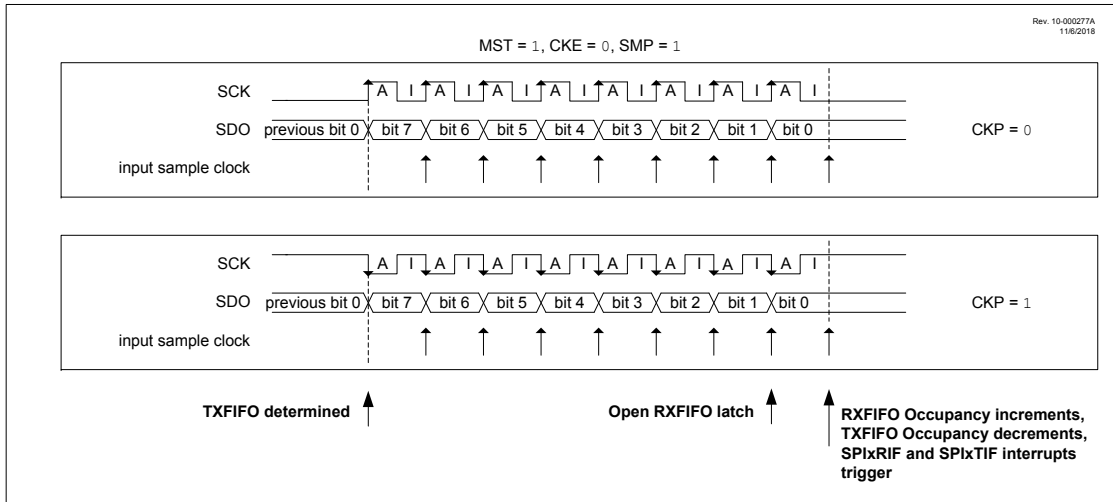 Rev. 10-000277A
11/6/2018
MST = 1, CKE = 0, SMP = 1
SCK A I A I A I A I A I A I A I A I
SDO previous bit 0 bit 7 bit 6 bit 5 bit 4 bit 3 bit 2 bit 1 bit 0 CKP = 0
input sample clock
SCK A I A I A I A I A I A I A I A I
SDO previous bit 0 bit 7 bit 6 bit 5 bit 4 bit 3 bit 2 bit 1 bit 0 CKP = 1
input sample clock
TXFIFO determined Open RXFIFO latch RXFIFO Occupancy increments,
TXFIFO Occupancy decrements,
SPIxRIF and SPIxTIF interrupts
trigger